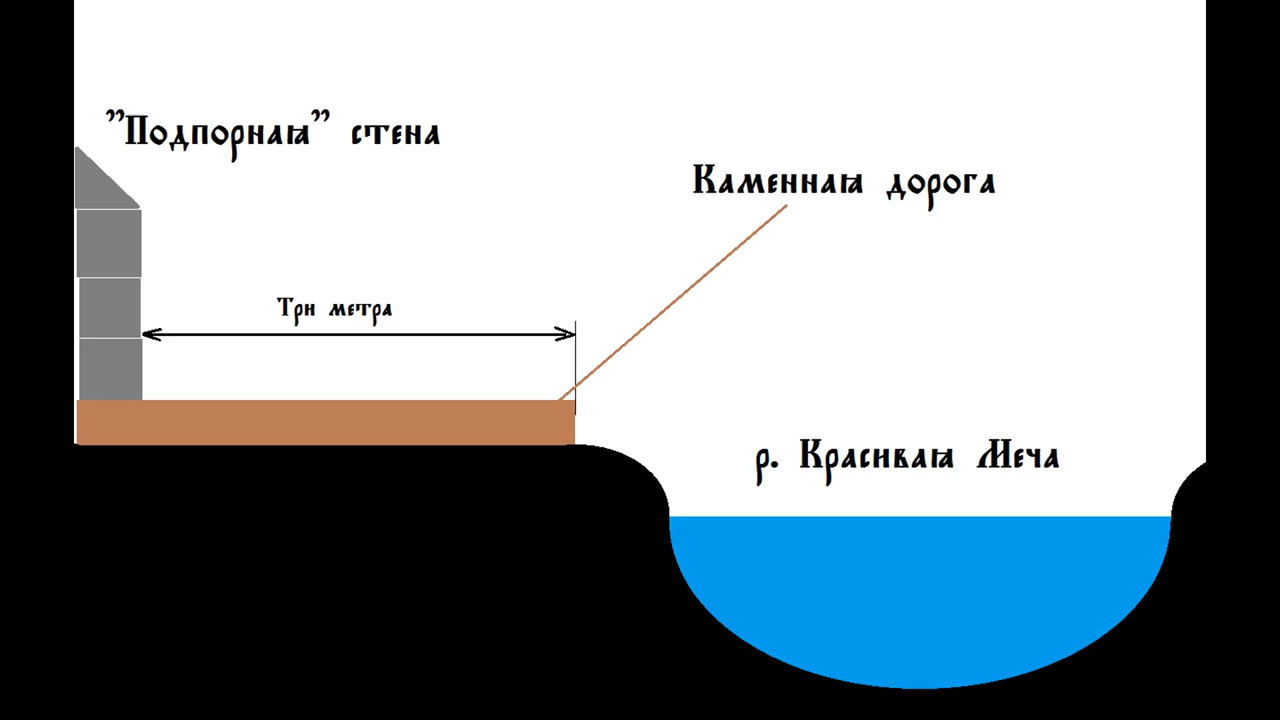 "Подпорная" стена
Каменная дорога
Три метра
р. Красивая Меча